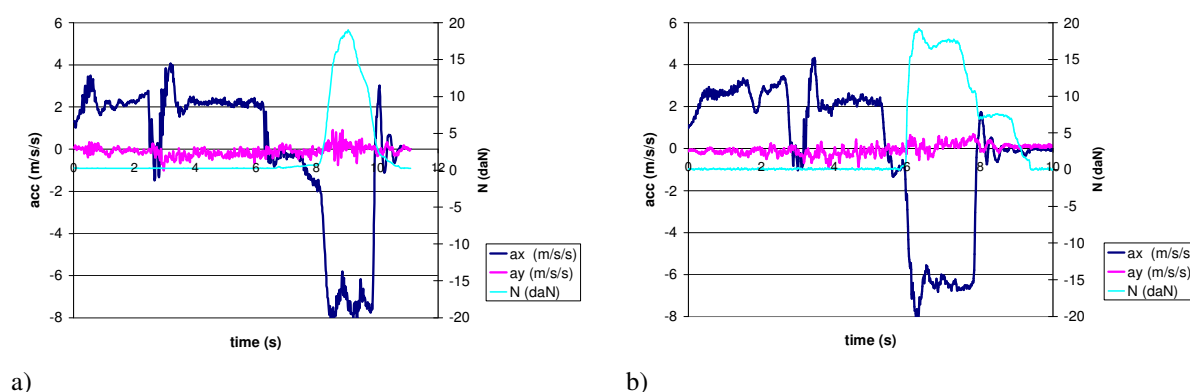 6 20
4 15
2 10
0 5
-2 0
-4 -5
-6 -10
-8 -15
-20
0 2 4 6 8 10 12
acc (m/s/s)
N (daN)
time (s)
ax (m/s/s)
ay (m/s/s)
N (daN)
a)
6 20
4 15
2 10
0 5
-2 0
-4 -5
-6 -10
-8 -15
-20
0 2 4 6 8 10
acc (m/s/s)
N (daN)
time (s)
ax (m/s/s
ay (m/s/s)
N (daN)
b)